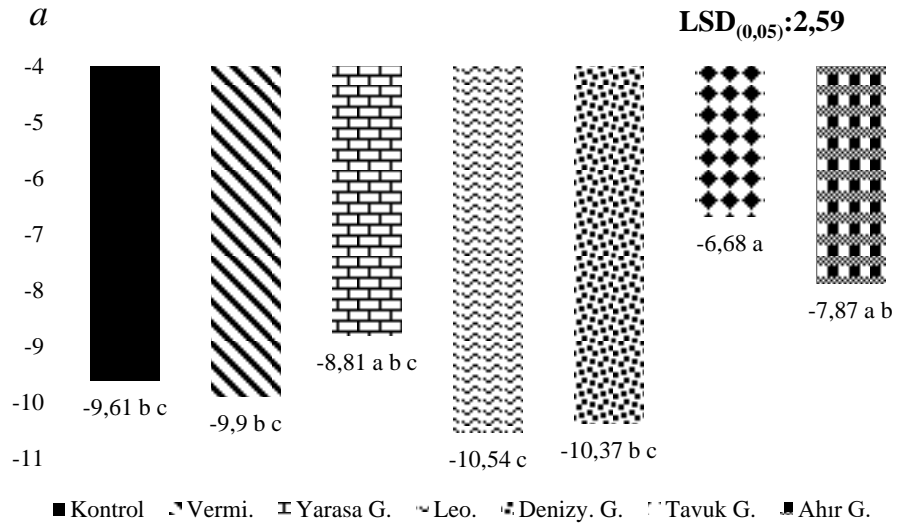 a
LSD(0,05):2,59
-4
-5
-6
-7
-8
-9
-10
-11
-9,61 b c
-9,9 b c
-8,81 a b c
-10,54 c
-10,37 b c
-6,68 a
-7,87 a b
Kontrol Vermi. Yarasa G. Leo. Denizy. G. Tavuk G. Ahır G.